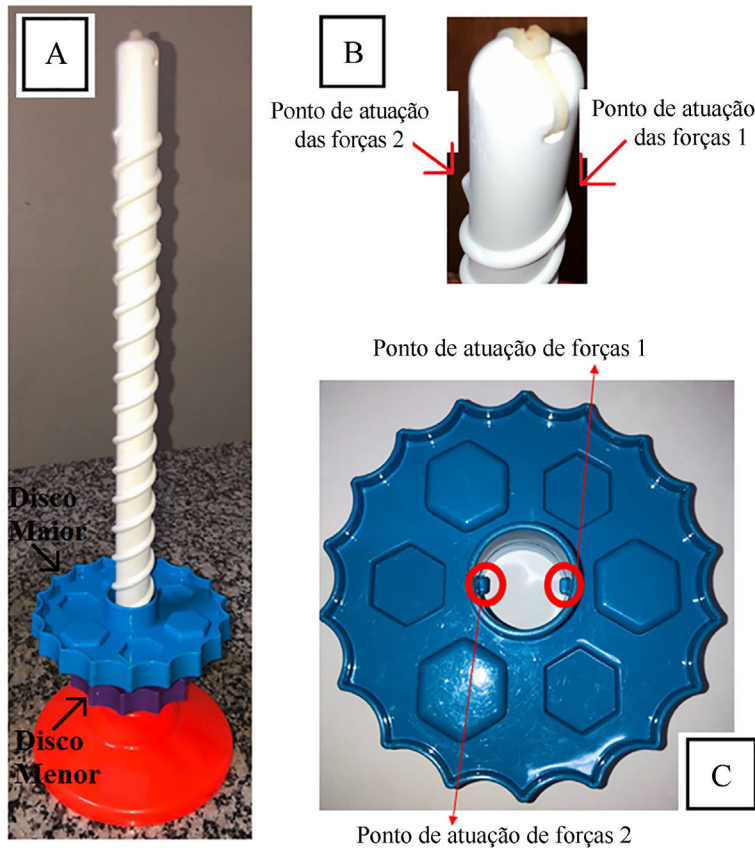 A
B
Ponto de atuação
das forças 2
Ponto de atuação
das forças 1
Ponto de atuação de forças 1
Disco
Maior
Disco
Menor
C
Ponto de atuação de forças 2